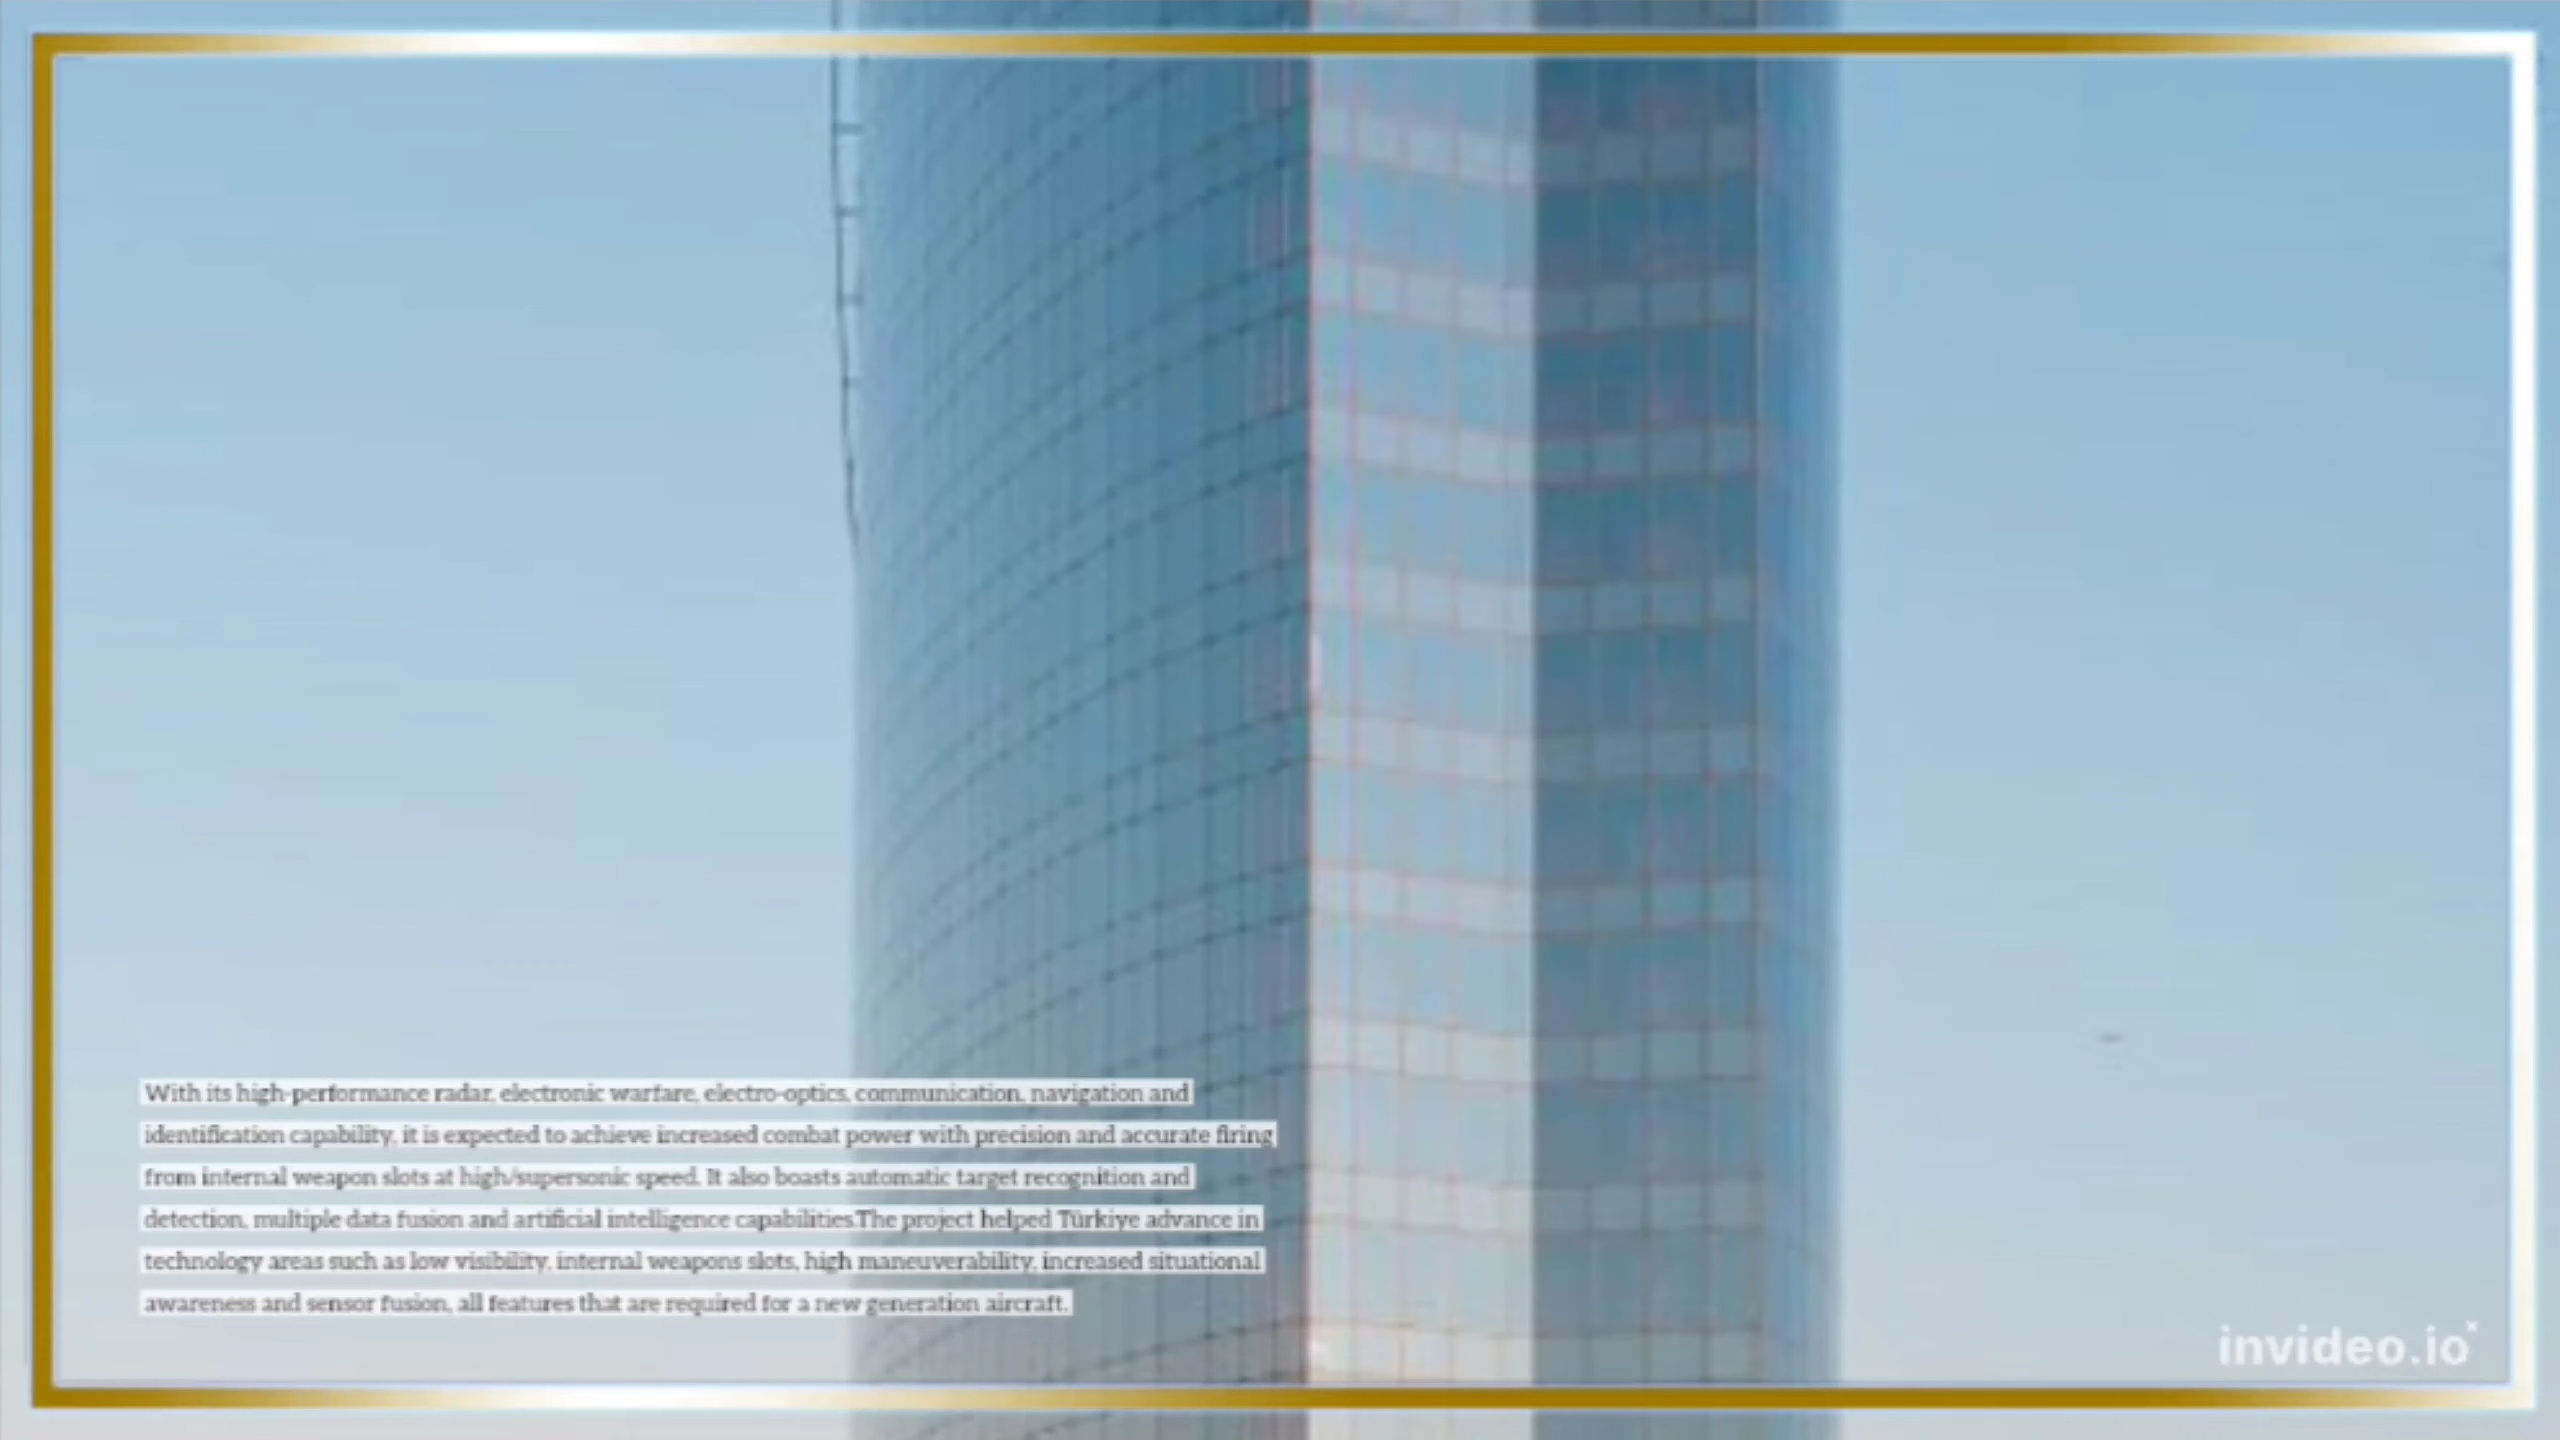 With its high-performance radar, electronic warfare, electro-optics, communication, navigation and
identification capability, it is expected to achieve increased combat power with precision and accurate firing
from internal weapon slots at high/supersonic speed. It also boasts automatic target recognition and
detection, multiple data fusion and artificial intelligence capabilities.The project helped Türkiye advance in
technology areas such as low visibility, internal weapons slots, high maneuverability, increased situational
awareness and sensor fusion, all features that are required for a new generation aircraft.
invideo.io